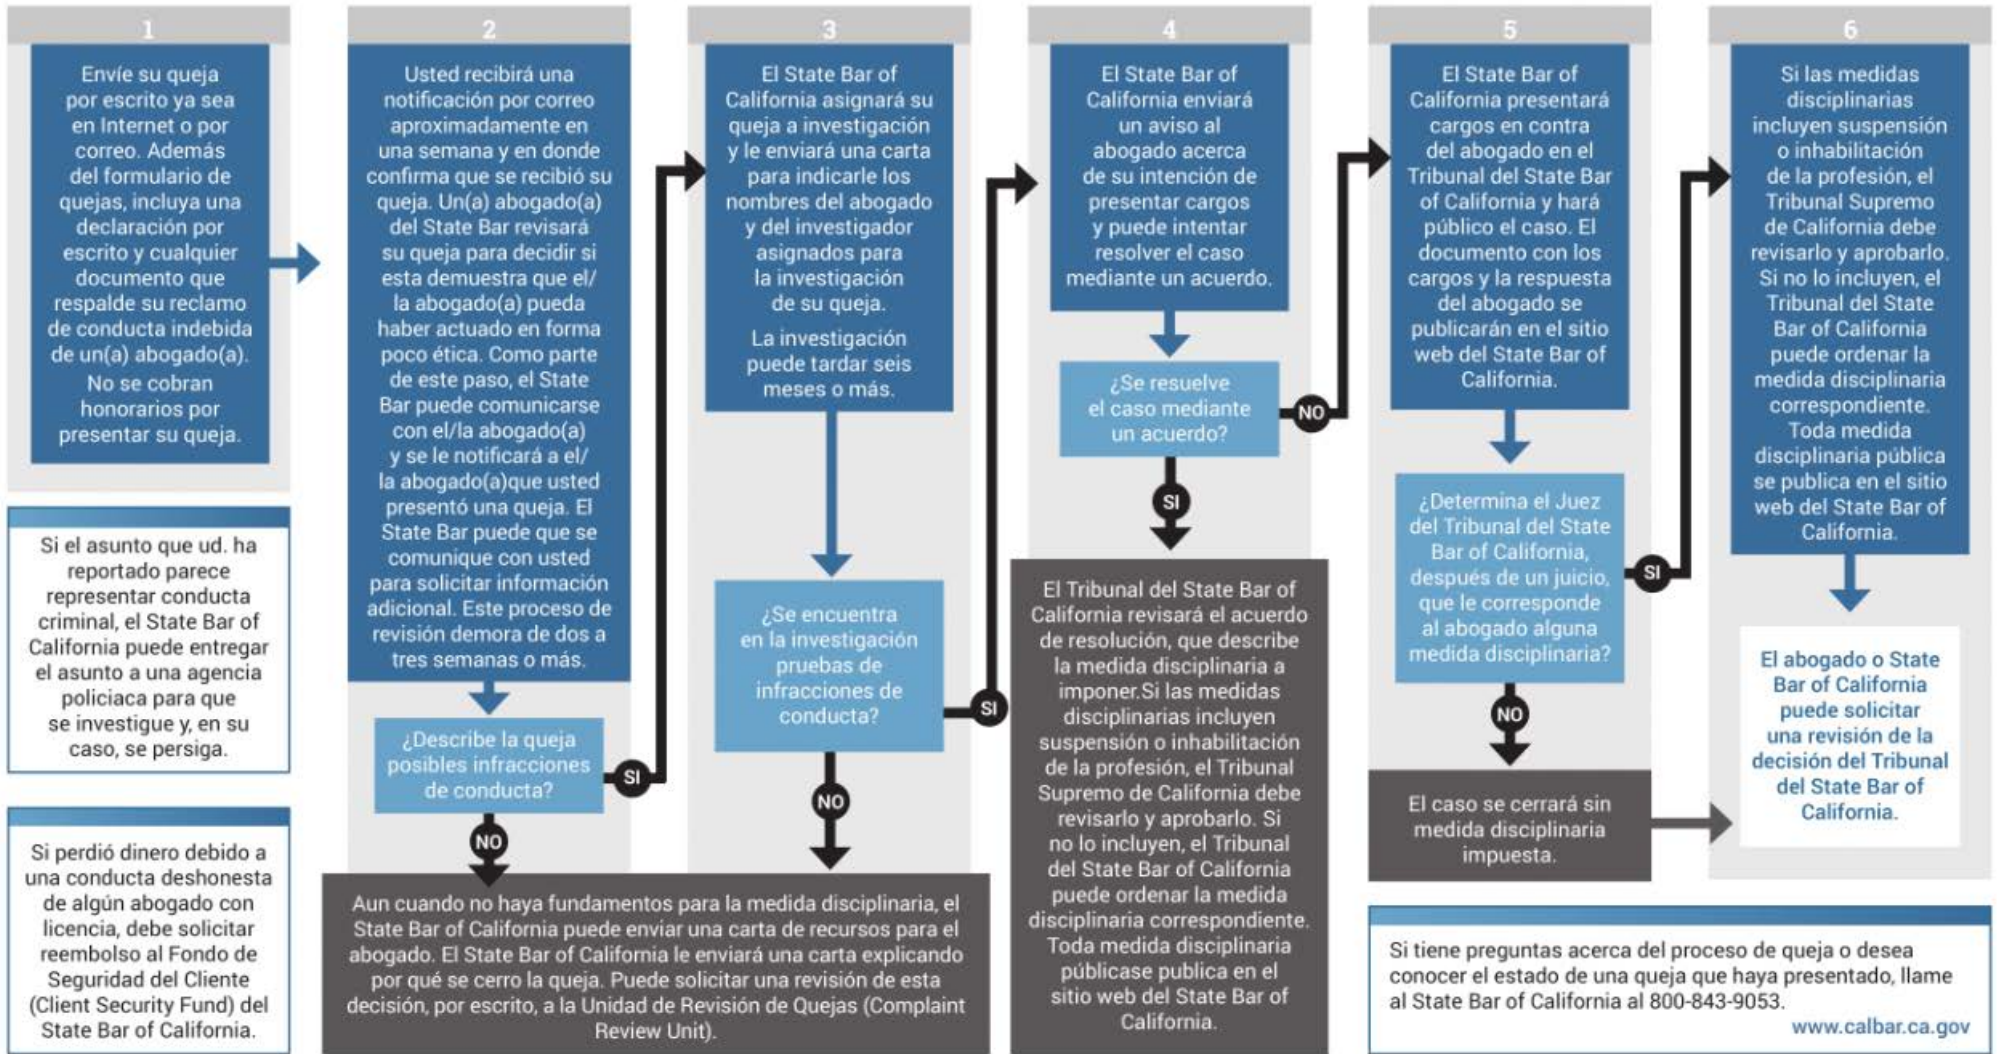 1
Envíe su queja
por escrito ya sea
en Internet o por
correo. Además
del formulario de
quejas, incluya una
declaración por
escrito y cualquier
documento que
respalde su reclamo
de conducta indebida
de un(a) abogado(a).
No se cobran
honorarios por
presentar su queja.
Si el asunto que ud. ha
reportado parece
representar conducta
criminal, el State Bar of
California puede entregar
el asunto a una agencia
policiaca para que
se investigue y, en su
caso, se persiga.
Si perdió dinero debido a
una conducta deshonesta
de algún abogado con
licencia, debe solicitar
reembolso al Fondo de
Seguridad del Cliente
(Client Security Fund) del
State Bar of California.
2
Usted recibirá una
notificación por correo
aproximadamente en
una semana y en donde
confirma que se recibió su
queja. Un(a) abogado(a)
del State Bar revisará
su queja para decidir si
esta demuestra que el/
la abogado(a) pueda
haber actuado en forma
poco ética. Como parte
de este paso, el State
Bar puede comunicarse
con el/la abogado(a)
y se le notificará a el/
la abogado(a)que usted
presentó una queja. El
State Bar puede que se
comunique con usted
para solicitar información
adicional. Este proceso de
revisión demora de dos a
tres semanas o más.
¿Describe la queja
posibles infracciones
de conducta?
SI
NO
3
El State Bar of
California asignará su
queja a investigación
y le enviará una carta
para indicarle los
nombres del abogado
y del investigador
asignados para
la investigación
de su queja.
La investigación
puede tardar seis
meses o más.
¿Se encuentra
en la investigación
pruebas de
infracciones de
conducta?
SI
NO
Aun cuando no haya fundamentos para la medida disciplinaria, el
State Bar of California puede enviar una carta de recursos para el
abogado. El State Bar of California le enviará una carta explicando
por qué se cerro la queja. Puede solicitar una revisión de esta
decisión, por escrito, a la Unidad de Revisión de Quejas (Complaint
Review Unit).
4
El State Bar of
California enviará
un aviso al
abogado acerca
de su intención de
presentar cargos
y puede intentar
resolver el caso
mediante un acuerdo.
¿Se resuelve
el caso mediante
un acuerdo?
NO
SI
El Tribunal del State Bar of
California revisará el acuerdo
de resolución, que describe
la medida disciplinaria a
imponer.Si las medidas
disciplinarias incluyen
suspensión o inhabilitación
de la profesión, el Tribunal
Supremo de California debe
revisarlo y aprobarlo. Si
no lo incluyen, el Tribunal
del State Bar of California
puede ordenar la medida
disciplinaria correspondiente.
Toda medida disciplinaria
públicase publica en el
sitio web del State Bar of
California.
5
El State Bar of
California presentará
cargos en contra
del abogado en el
Tribunal del State Bar
of California y hará
público el caso. El
documento con los
cargos y la respuesta
del abogado se
publicarán en el sitio
web del State Bar of
California.
¿Determina el Juez
del Tribunal del State
Bar of California,
después de un juicio,
que le corresponde
al abogado alguna
medida disciplinaria?
SI
NO
El caso se cerrará sin
medida disciplinaria
impuesta.
6
Si las medidas
disciplinarias
incluyen suspensión
o inhabilitación
de la profesión, el
Tribunal Supremo
de California debe
revisarlo y aprobarlo.
Si no lo incluyen, el
Tribunal del State
Bar of California
puede ordenar la
medida disciplinaria
correspondiente.
Toda medida
disciplinaria pública
se publica en el sitio
web del State Bar of
California.
El abogado o State
Bar of California
puede solicitar
una revisión de la
decisión del Tribunal
del State Bar of
California.
Si tiene preguntas acerca del proceso de queja o desea
conocer el estado de una queja que haya presentado, llame
al State Bar of California al 800-843-9053.
www.calbar.ca.gov